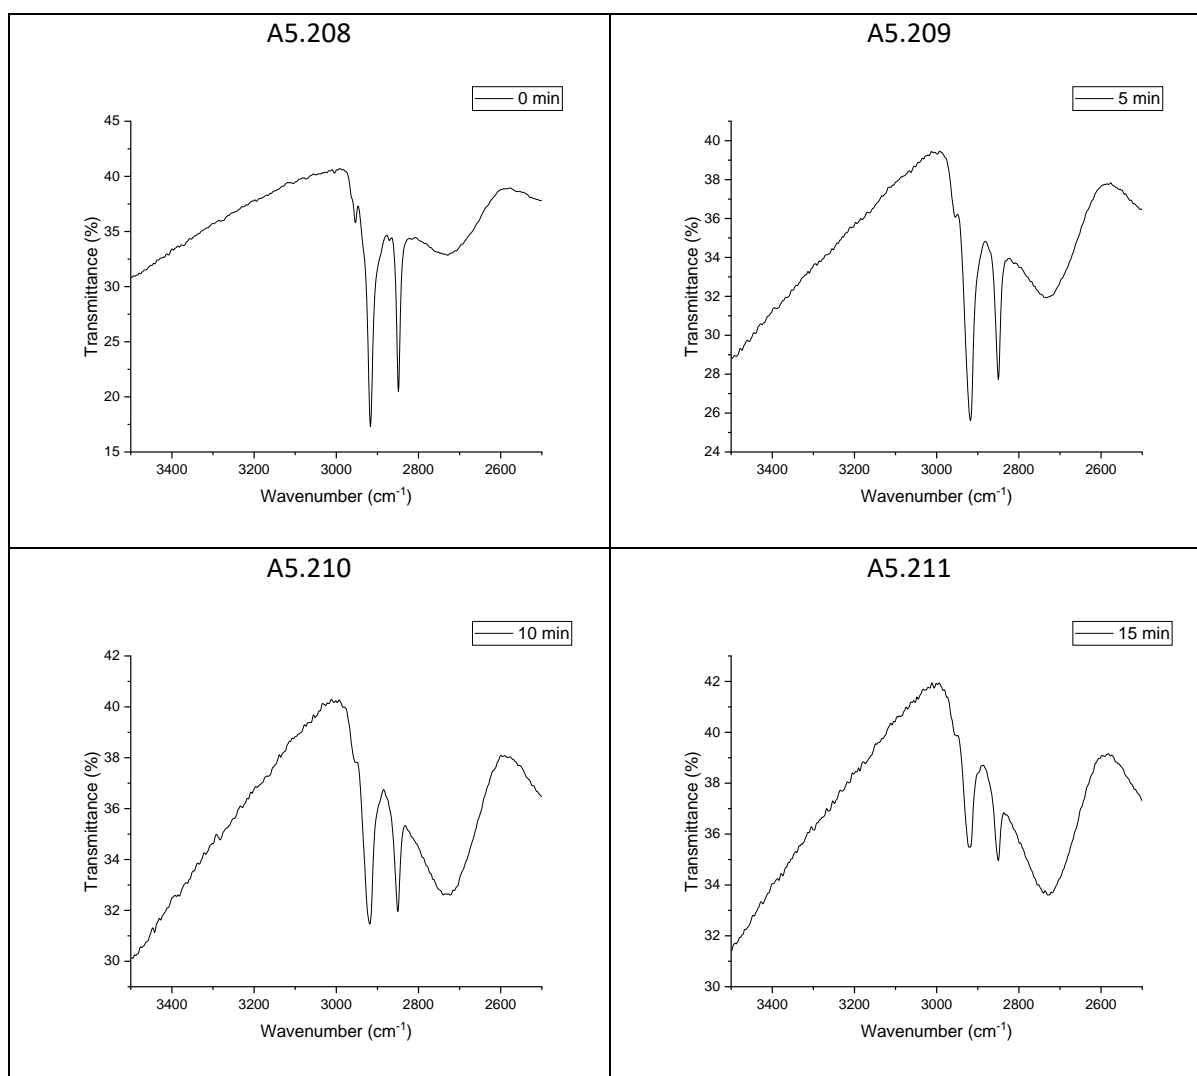 A5.208
0 min
45
40
35
30
25
20
15
Transmittance (%)
3400 3200 3000 2800 2600
Wavenumber (cm-1)
A5.209
5 min
40
38
36
34
32
30
28
26
24
Transmittance (%)
3400 3200 3000 2800 2600
Wavenumber (cm-1)
A5.210
10 min
42
40
38
36
34
32
30
Transmittance (%)
3400 3200 3000 2800 2600
Wavenumber (cm-1)
A5.211
15 min
42
40
38
36
34
32
30
Transmittance (%)
3400 3200 3000 2800 2600
Wavenumber (cm-1)